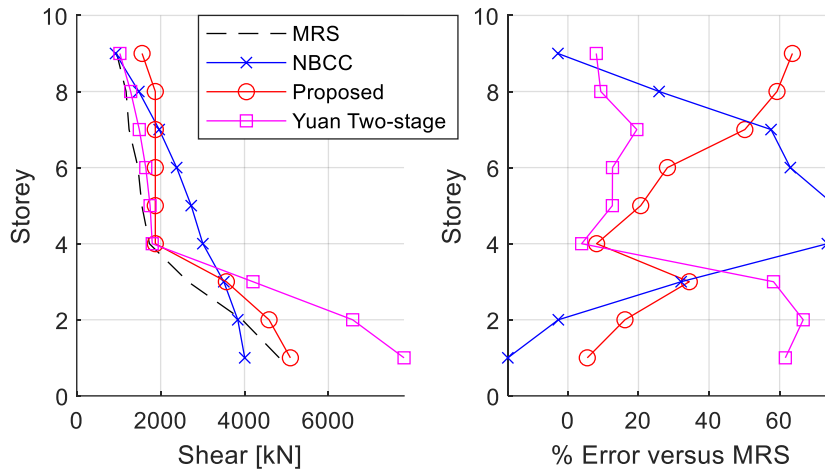 MRS
NBCC
Proposed
Yuan Two-stage
10
8
6
4
2
0
Storey
0
2000
4000
6000
Shear [kN]
10
8
6
4
2
0
Storey
0
20
40
60
% Error versus MRS